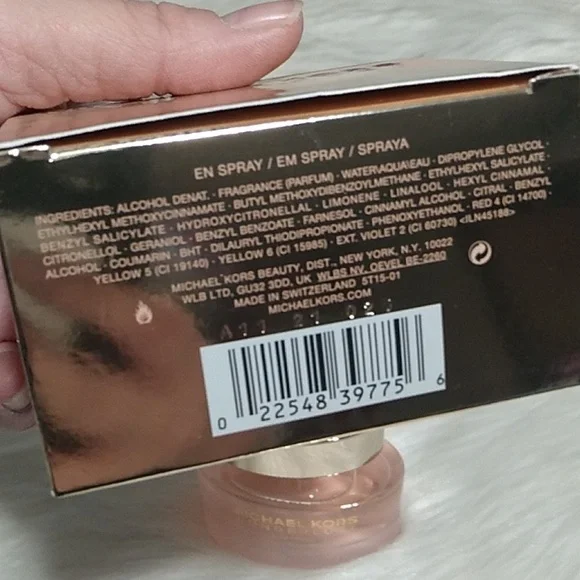 EN SPRAY / EM SPRAY / SPRAYA
INGREDIENTS: ALCOHOL DENAT. · FRAGRANCE (PARFUM) · WATER\AQUA\EAU · DIPROPYLENE GLYCOL ·
ETHYLHEXYL METHOXYCINNAMATE · BUTYL METHOXYDIBENZOYLMETHANE · ETHYLHEXYL SALICYLATE ·
BENZYL SALICYLATE · HYDROXYCITRONELLAL · LIMONENE · LINALOOL · HEXYL CINNAMAL ·
CITRONELLOL · GERANIOL · BENZYL BENZOATE · FARNESOL · CINNAMYL ALCOHOL · CITRAL · BENZYL
ALCOHOL · COUMARIN · BHT · DILAURYL THIODIPROPIONATE · PHENOXYETHANOL · RED 4 (CI 14700) ·
YELLOW 5 (CI 19140) · YELLOW 6 (CI 15985) · EXT. VIOLET 2 (CI 60730) <ILN45188>
MICHAEL KORS BEAUTY, DIST., NEW YORK, N.Y. 10022
WLB LTD, GU32 3DD, UK WLBS NV, OEVEL BE-2260
MADE IN SWITZERLAND 5T15-01
MICHAELKORS.COM
0 22548 39775 6
MICHAEL KORS